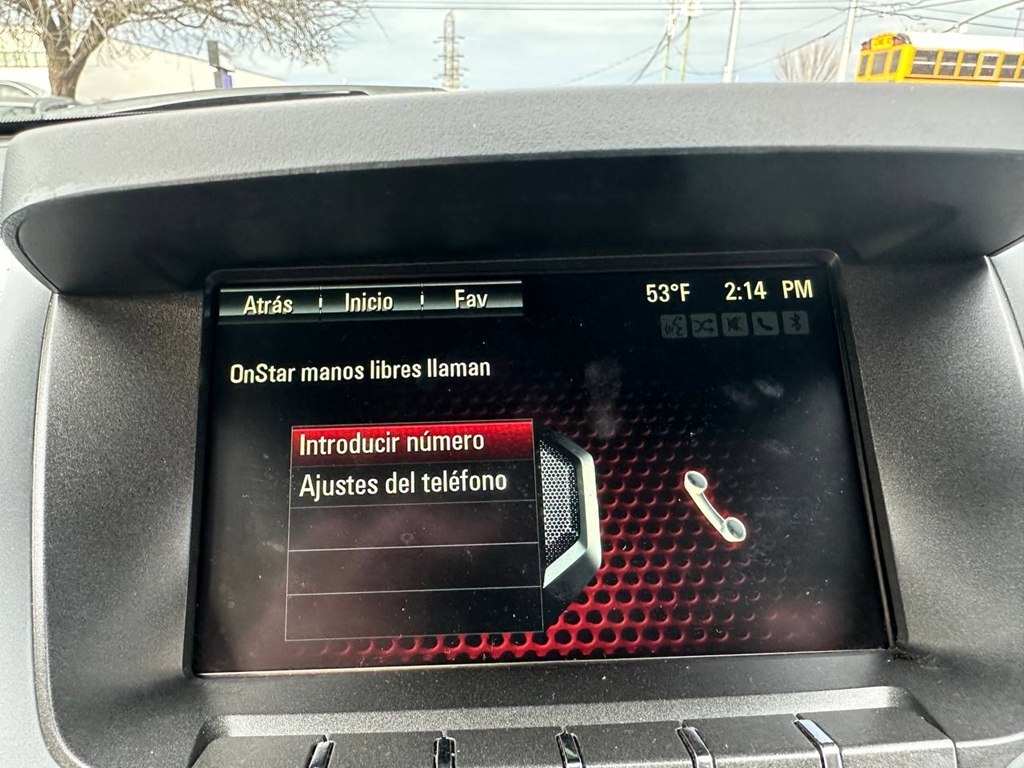 Atrás Inicio Fav 53°F 2:14 PM
OnStar manos libres llaman
Introducir número
Ajustes del teléfono